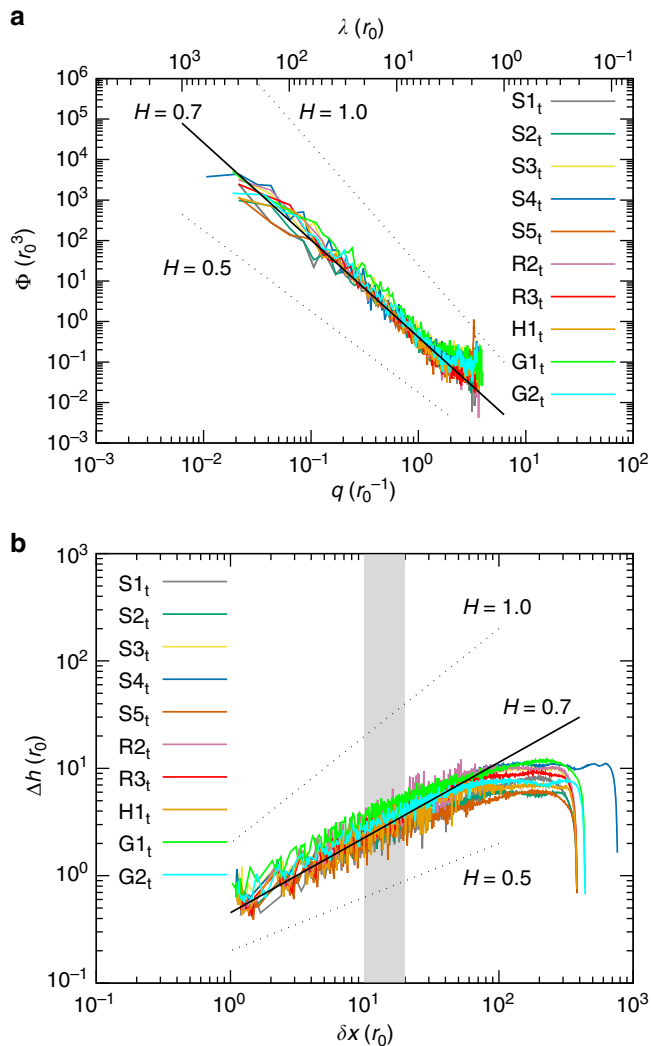 a
λ (r₀)
10³ 10² 10¹ 10⁰ 10⁻¹
10⁶
10⁵
10⁴
10³
10²
10¹
10⁰
10⁻¹
10⁻²
10⁻³
Φ (r₀³)
H = 0.7
H = 1.0
H = 0.5
S1ₜ
S2ₜ
S3ₜ
S4ₜ
S5ₜ
R2ₜ
R3ₜ
H1ₜ
G1ₜ
G2ₜ
10⁻³ 10⁻² 10⁻¹ 10⁰ 10¹ 10²
q (r₀⁻¹)
b
10³
10²
10¹
10⁰
10⁻¹
Δh (r₀)
S1ₜ
S2ₜ
S3ₜ
S4ₜ
S5ₜ
R2ₜ
R3ₜ
H1ₜ
G1ₜ
G2ₜ
H = 1.0
H = 0.7
H = 0.5
10⁻¹ 10⁰ 10¹ 10² 10³
δx (r₀)